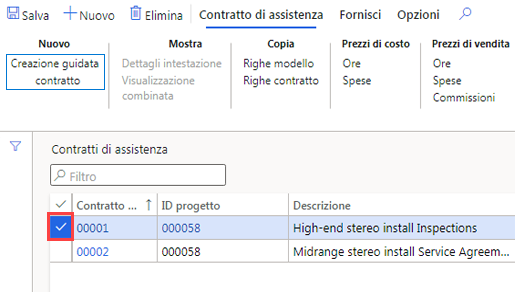 Salva + Nuovo Elimina Contratto di assistenza Fornisci Opzioni
Nuovo Mostra Copia Prezzi di costo Prezzi di vendita
Creazione guidata contratto
Dettagli intestazione
Visualizzazione combinata
Righe modello
Righe contratto
Ore
Spese
Ore
Spese
Commissioni
Contratti di assistenza
Filtro
Contratto ... ID progetto Descrizione
00001 000058 High-end stereo install Inspections
00002 000058 Midrange stereo install Service Agreem...